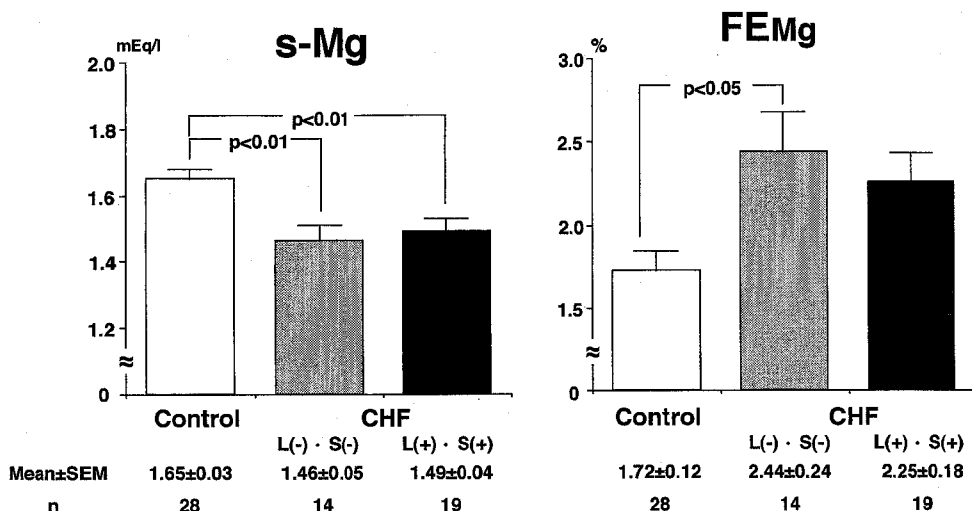 s-Mg
mEq/l
2.0
1.8
1.6
1.4
1.2
≈
0
p<0.01
p<0.01
Control CHF
L(-) · S(-) L(+) · S(+)
Mean±SEM 1.65±0.03 1.46±0.05 1.49±0.04
n 28 14 19
FEMg
%
3.0
2.5
2.0
1.5
≈
0
p<0.05
Control CHF
L(-) · S(-) L(+) · S(+)
1.72±0.12 2.44±0.24 2.25±0.18
28 14 19